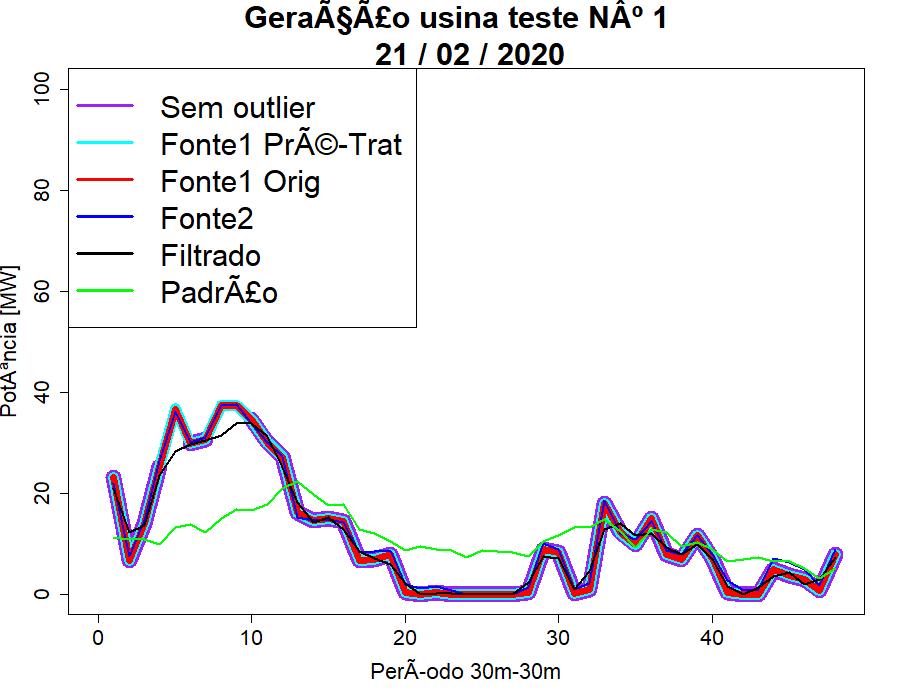 GeraÃ§Ã£o usina teste NÂº 1
21 / 02 / 2020
Sem outlier
Fonte1 PrÃ©-Trat
Fonte1 Orig
Fonte2
Filtrado
PadrÃ£o
100
80
60
40
20
0
PotÃªncia [MW]
0 10 20 30 40
PerÃ-odo 30m-30m